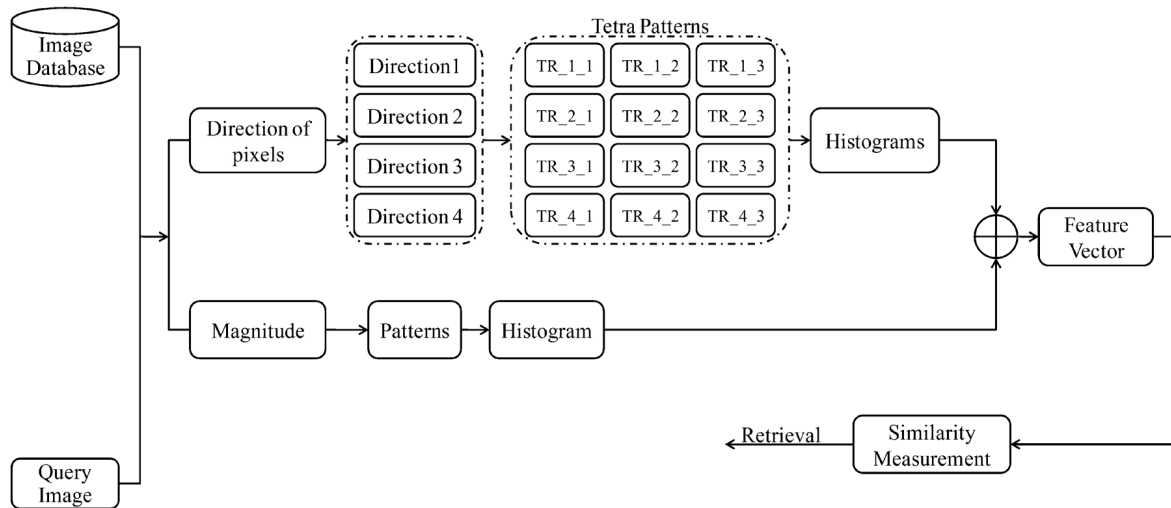 Image
Database
Tetra Patterns
Direction1
TR_1_1
TR_1_2
TR_1_3
Direction of
pixels
Direction 2
TR_2_1
TR_2_2
TR_2_3
Histograms
Direction 3
TR_3_1
TR_3_2
TR_3_3
Direction 4
TR_4_1
TR_4_2
TR_4_3
Feature
Vector
Magnitude
Patterns
Histogram
Retrieval
Similarity
Measurement
Query
Image